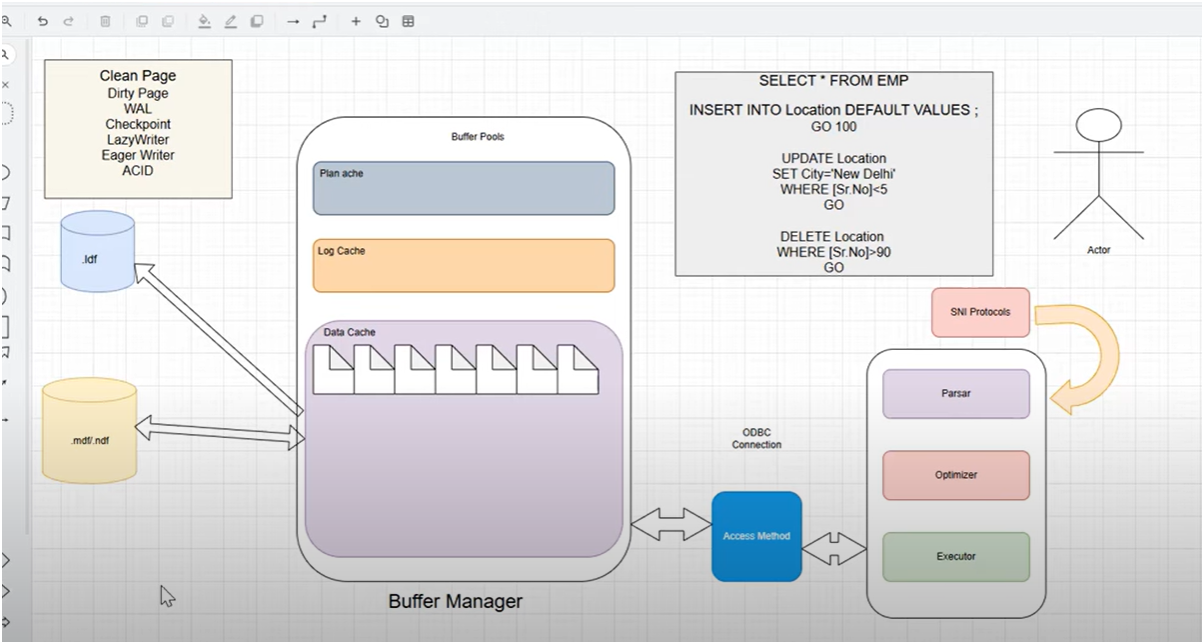 Clean Page
Dirty Page
WAL
Checkpoint
LazyWriter
Eager Writer
ACID
.ldf
.mdf/.ndf
Buffer Pools
Plan ache
Log Cache
Data Cache
Buffer Manager
SELECT * FROM EMP
INSERT INTO Location DEFAULT VALUES ;
GO 100
UPDATE Location
SET City='New Delhi'
WHERE [Sr.No]<5
GO
DELETE Location
WHERE [Sr.No]>90
GO
Actor
SNI Protocols
Parsar
Optimizer
Executor
ODBC
Connection
Access Method